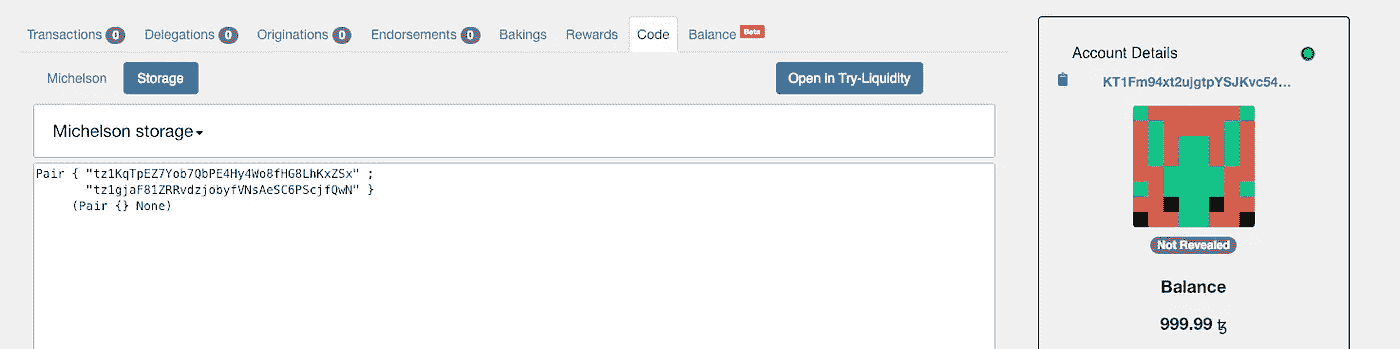 Transactions 0 Delegations 0 Originations 0 Endorsements 0 Bakings Rewards Code Balance Beta
Michelson Storage Open in Try-Liquidity
Michelson storage
Pair { "tz1KqTpEZ7Yob7QbPE4Hy4Wo8fHG8LhKxZSx" ;
"tz1gjaF81ZRRvdzjobyfVNsAeSC6PScjfQwN" }
(Pair {} None)
Account Details
KT1Fm94xt2ujgtpYSJKvc54...
Not Revealed
Balance
999.99 ꜩ